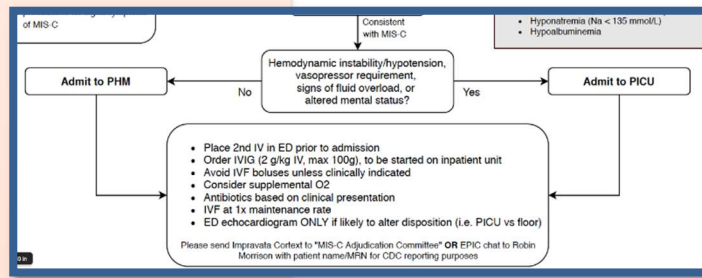 of MIS-C
Consistent
with MIS-C
• Hyponatremia (Na < 135 mmol/L)
• Hypoalbuminemia
Hemodynamic instability/hypotension,
vasopressor requirement,
signs of fluid overload, or
altered mental status?
Admit to PHM
No
Yes
Admit to PICU
• Place 2nd IV in ED prior to admission
• Order IVIG (2 g/kg IV, max 100g), to be started on inpatient unit
• Avoid IVF boluses unless clinically indicated
• Consider supplemental O2
• Antibiotics based on clinical presentation
• IVF at 1x maintenance rate
• ED echocardiogram ONLY if likely to alter disposition (i.e. PICU vs floor)
Please send Impravata Cortext to "MIS-C Adjudication Committee" OR EPIC chat to Robin
Morrison with patient name/MRN for CDC reporting purposes